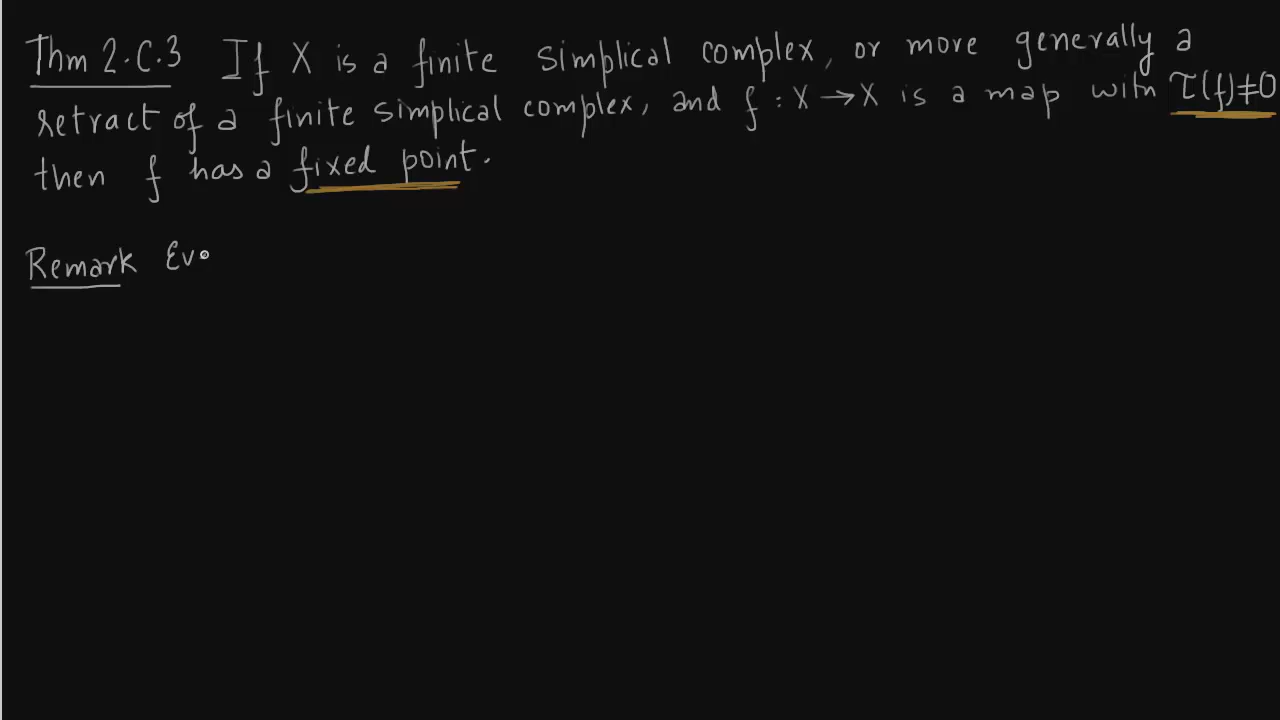 Thm 2.C.3 If X is a finite simplical complex, or more generally a
retract of a finite simplical complex, and f : X → X is a map with τ(f)≠0
then f has a fixed point.
Remark Eve